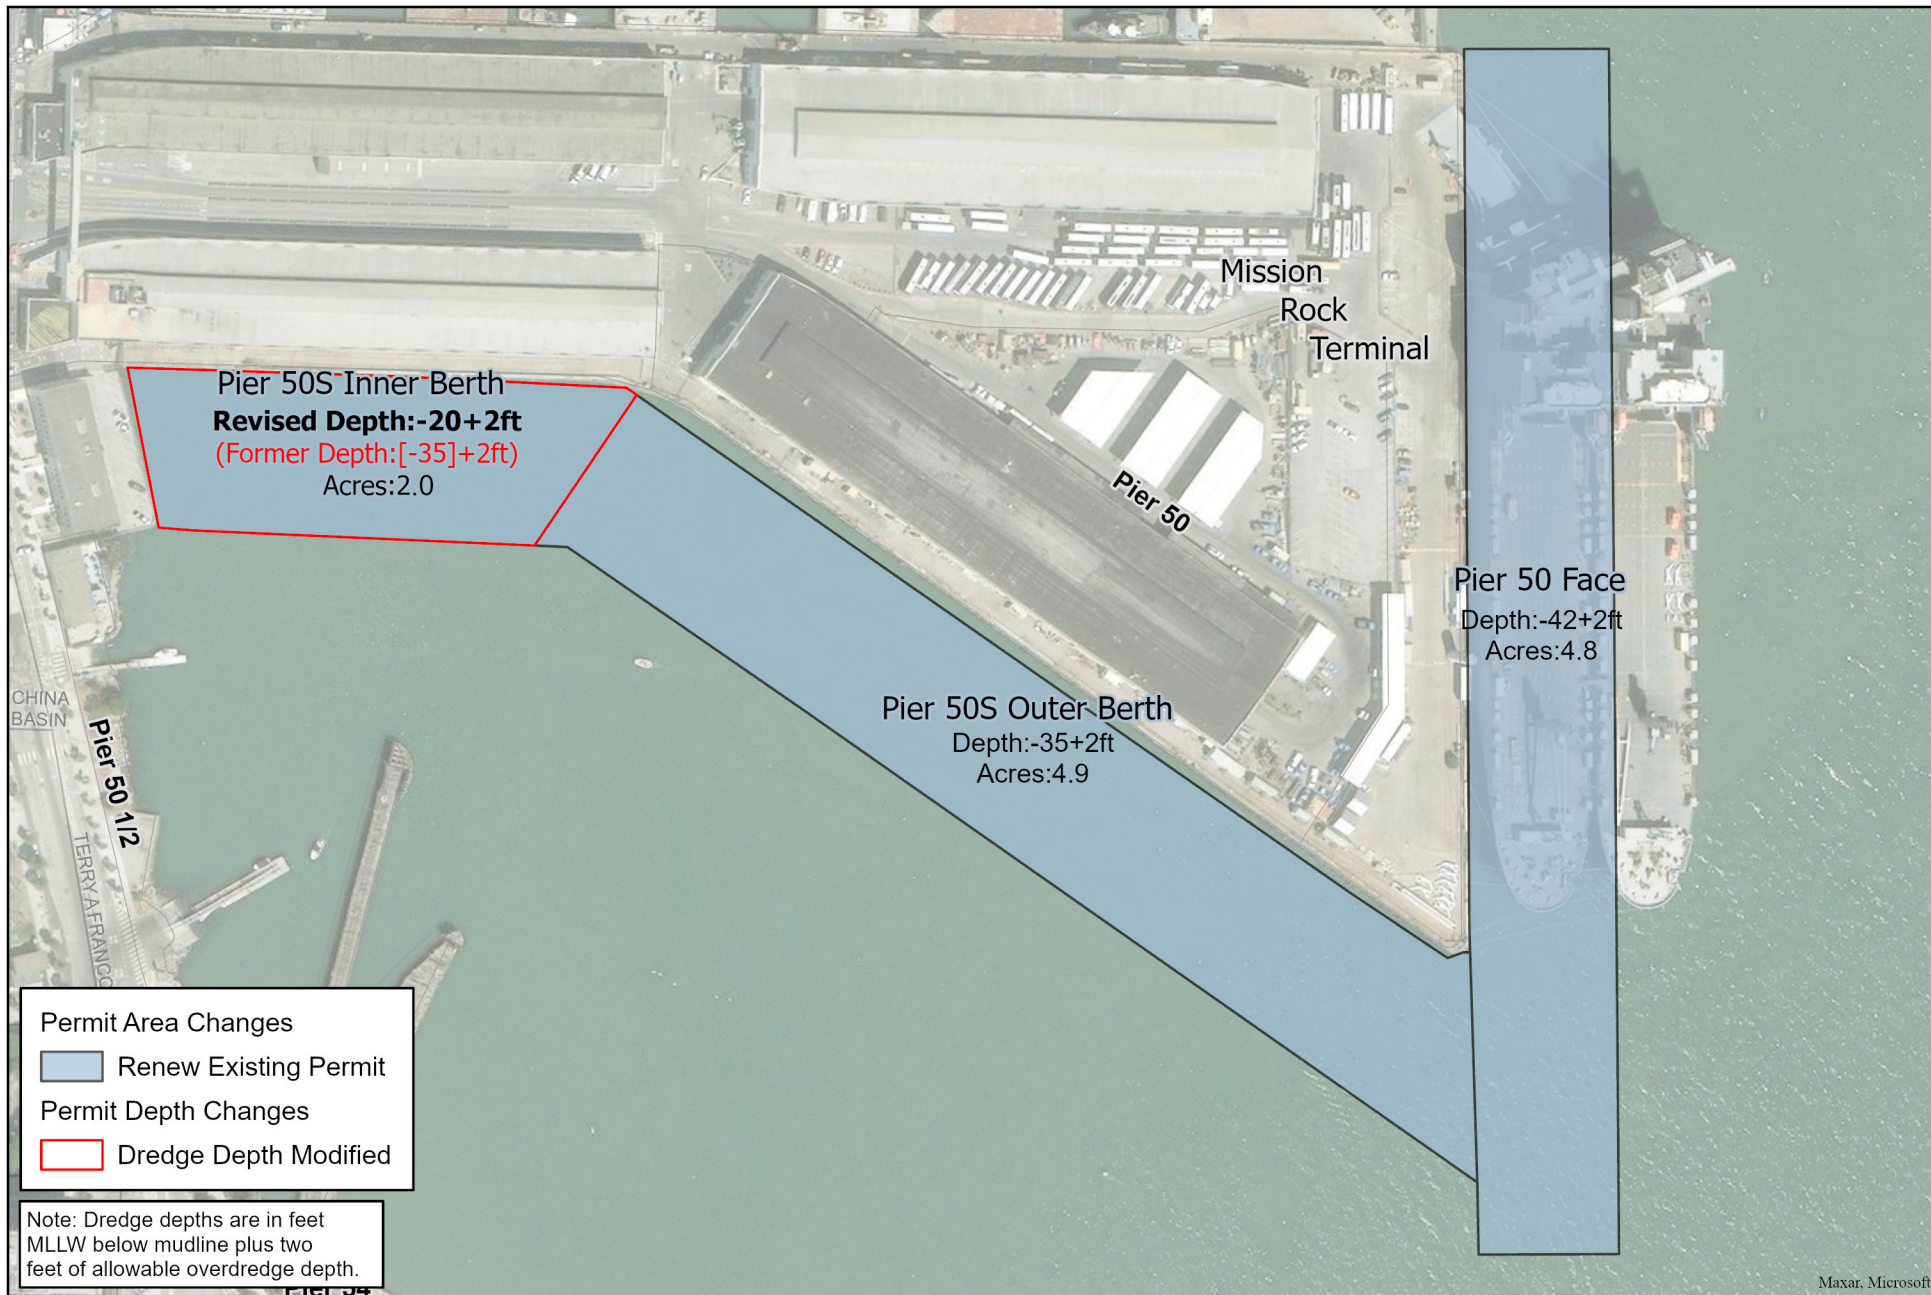 Mission
Rock
Terminal
Pier 50S Inner Berth
Revised Depth:-20+2ft
(Former Depth:[-35]+2ft)
Acres:2.0
Pier 50
Pier 50 Face
Depth:-42+2ft
Acres:4.8
Pier 50S Outer Berth
Depth:-35+2ft
Acres:4.9
CHINA
BASIN
Pier 50 1/2
TERRY A FRANCO
Permit Area Changes
Renew Existing Permit
Permit Depth Changes
Dredge Depth Modified
Note: Dredge depths are in feet
MLLW below mudline plus two
feet of allowable overdredge depth.
Pier 54
Maxar, Microsoft